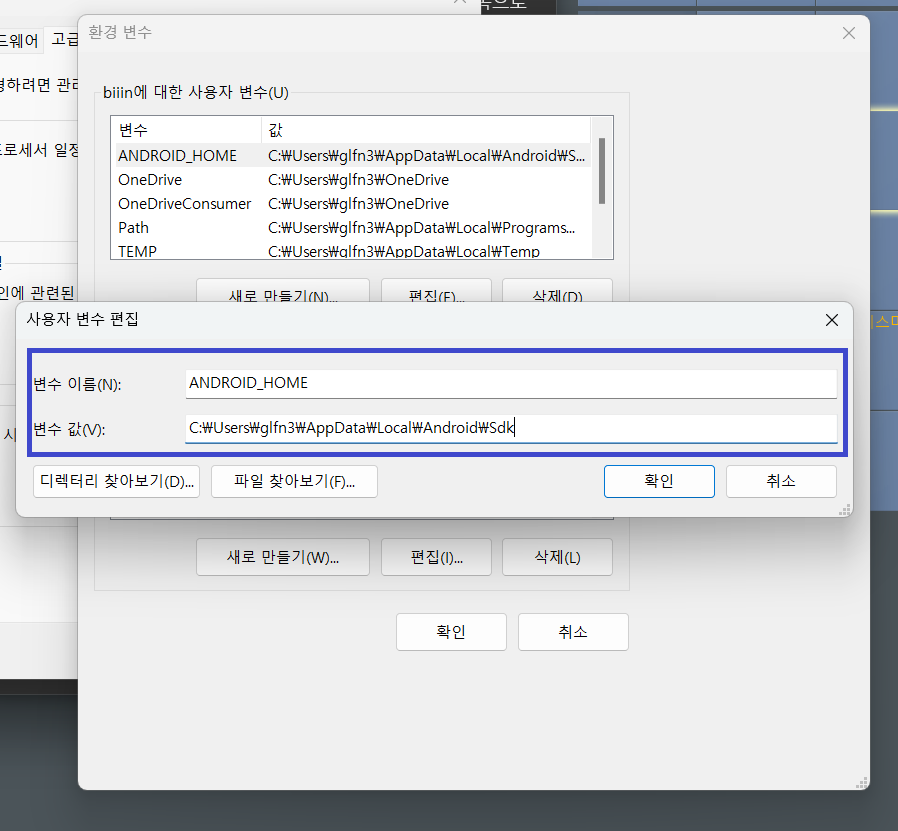 환경 변수
드웨어
고급
경하려면 관리
프로세서 일정
인에 관련된
시
biiin에 대한 사용자 변수(U)
변수 값
ANDROID_HOME C:₩Users₩glfn3₩AppData₩Local₩Android₩S...
OneDrive C:₩Users₩glfn3₩OneDrive
OneDriveConsumer C:₩Users₩glfn3₩OneDrive
Path C:₩Users₩glfn3₩AppData₩Local₩Programs...
TEMP C:₩Users₩glfn3₩AppData₩Local₩Temp
새로 만들기(N)... 편집(E)... 삭제(D)
사용자 변수 편집
변수 이름(N): ANDROID_HOME
변수 값(V): C:₩Users₩glfn3₩AppData₩Local₩Android₩Sdk
디렉터리 찾아보기(D)... 파일 찾아보기(F)... 확인 취소
새로 만들기(W)... 편집(I)... 삭제(L)
확인 취소